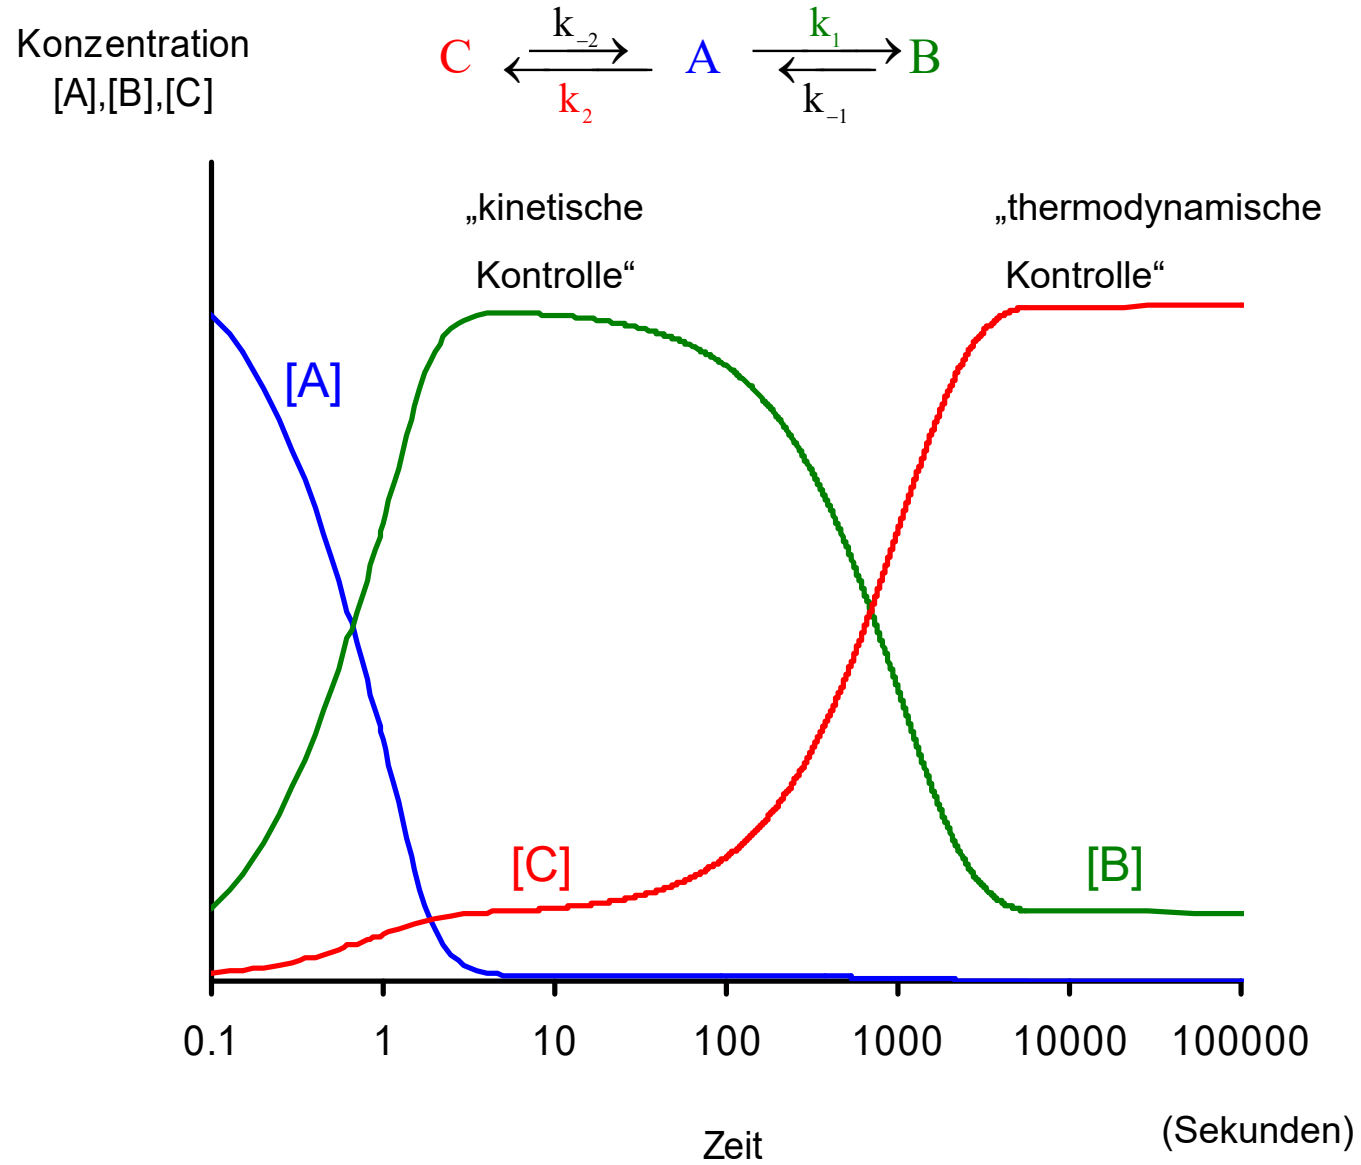 Konzentration
[A],[B],[C]
k₋₂ k₁
C A B
k₂ k₋₁
„kinetische
Kontrolle“
„thermodynamische
Kontrolle“
[A]
[C]
[B]
0.1 1 10 100 1000 10000 100000
(Sekunden)
Zeit